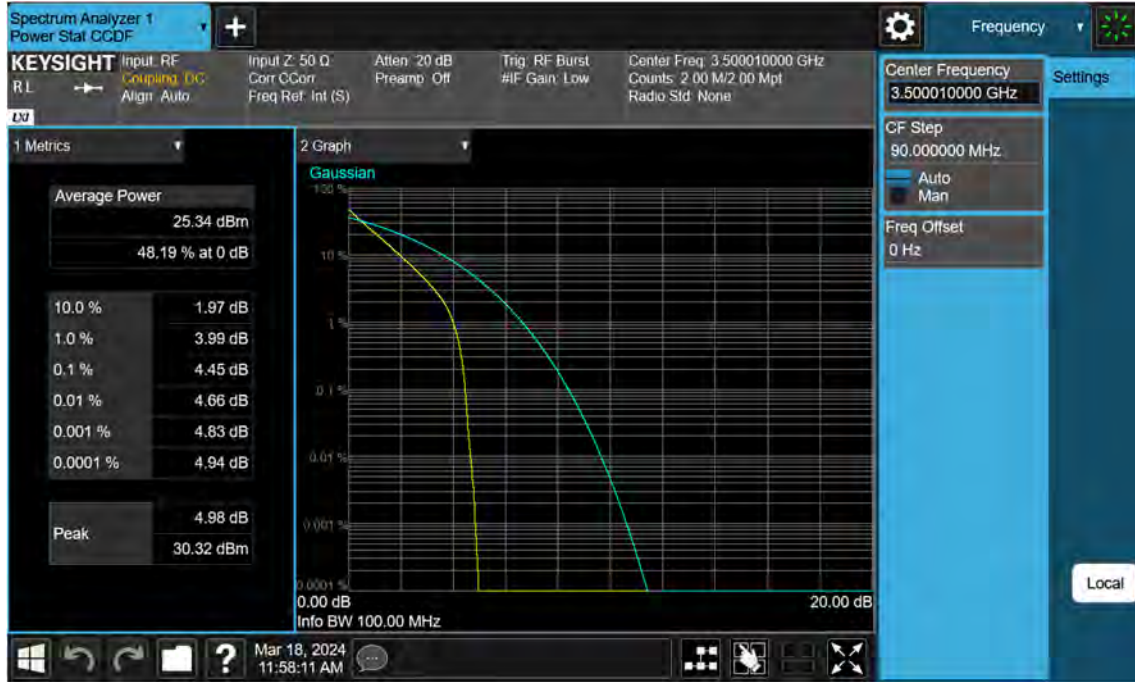 Spectrum Analyzer 1
Power Stat CCDF
Frequency
KEYSIGHT
RL
LXI
Input: RF
Coupling: DC
Align: Auto
Input Z: 50 Ω
Corr CCorr
Freq Ref: Int (S)
Atten: 20 dB
Preamp: Off
Trig: RF Burst
#IF Gain: Low
Center Freq: 3.500010000 GHz
Counts: 2.00 M/2.00 Mpt
Radio Std: None
Center Frequency
3.500010000 GHz
Settings
CF Step
90.000000 MHz
Auto
Man
Freq Offset
0 Hz
1 Metrics
Average Power
25.34 dBm
48.19 % at 0 dB
10.0 % 1.97 dB
1.0 % 3.99 dB
0.1 % 4.45 dB
0.01 % 4.66 dB
0.001 % 4.83 dB
0.0001 % 4.94 dB
Peak
4.98 dB
30.32 dBm
2 Graph
Gaussian
100 %
10 %
1 %
0.1 %
0.01 %
0.001 %
0.0001 %
0.00 dB 20.00 dB
Info BW 100.00 MHz
Local
?
Mar 18, 2024
11:58:11 AM